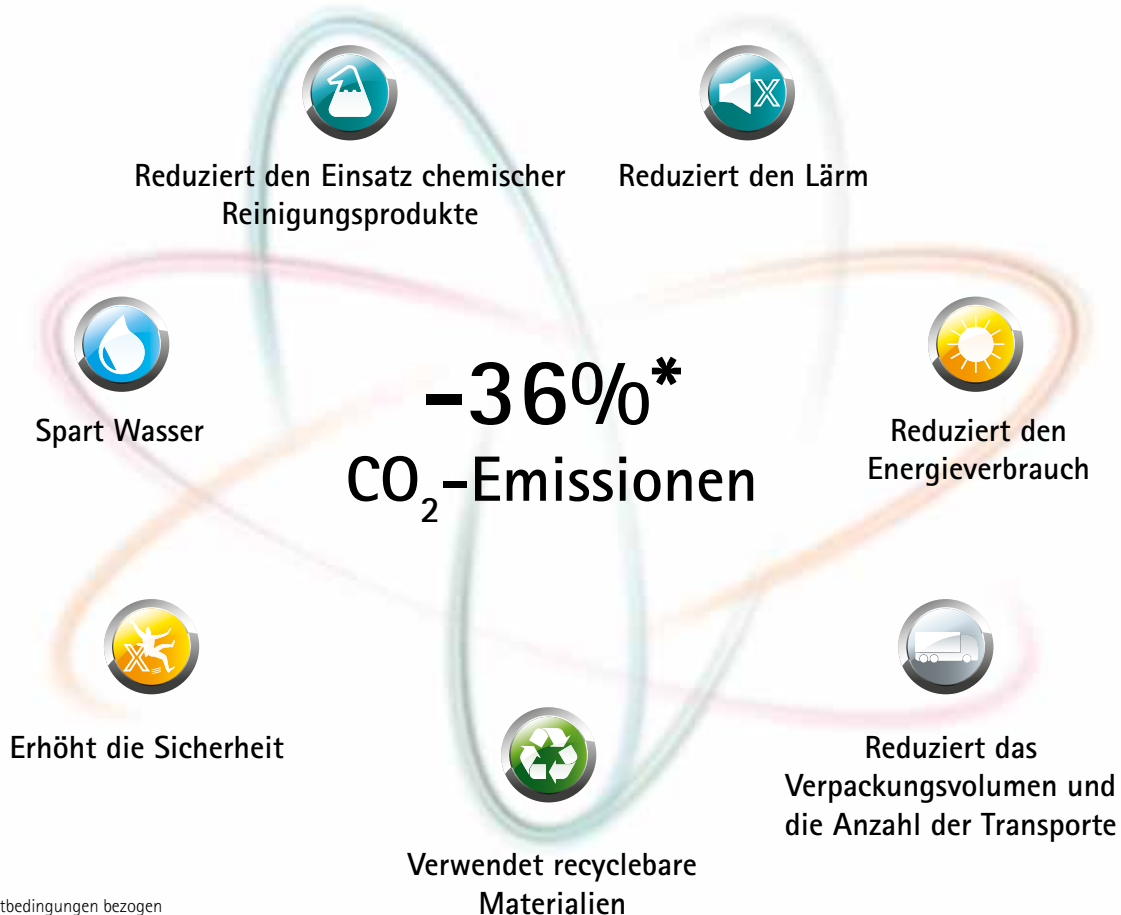 Reduziert den Einsatz chemischer
Reinigungsprodukte
Reduziert den Lärm
Spart Wasser
-36%*
CO₂-Emissionen
Reduziert den
Energieverbrauch
Erhöht die Sicherheit
Reduziert das
Verpackungsvolumen und
die Anzahl der Transporte
Verwendet recyclebare
Materialien
bezogen